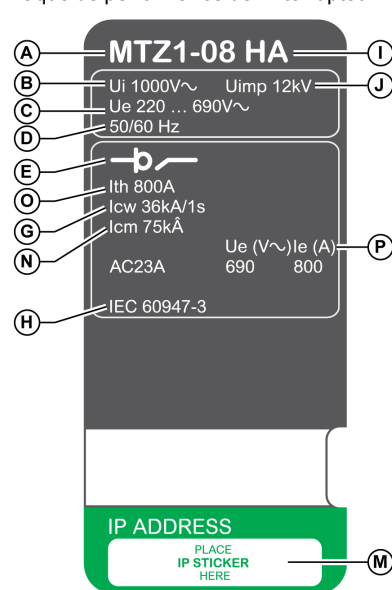 A MTZ1-08 HA I
B Ui 1000V∿ Uimp 12kV J
C Ue 220 ... 690V∿
D 50/60 Hz
E
O Ith 800A
G Icw 36kA/1s
N Icm 75kÂ
Ue (V∿) Ie (A) P
AC23A 690 800
H IEC 60947-3
IP ADDRESS
PLACE
IP STICKER M
HERE